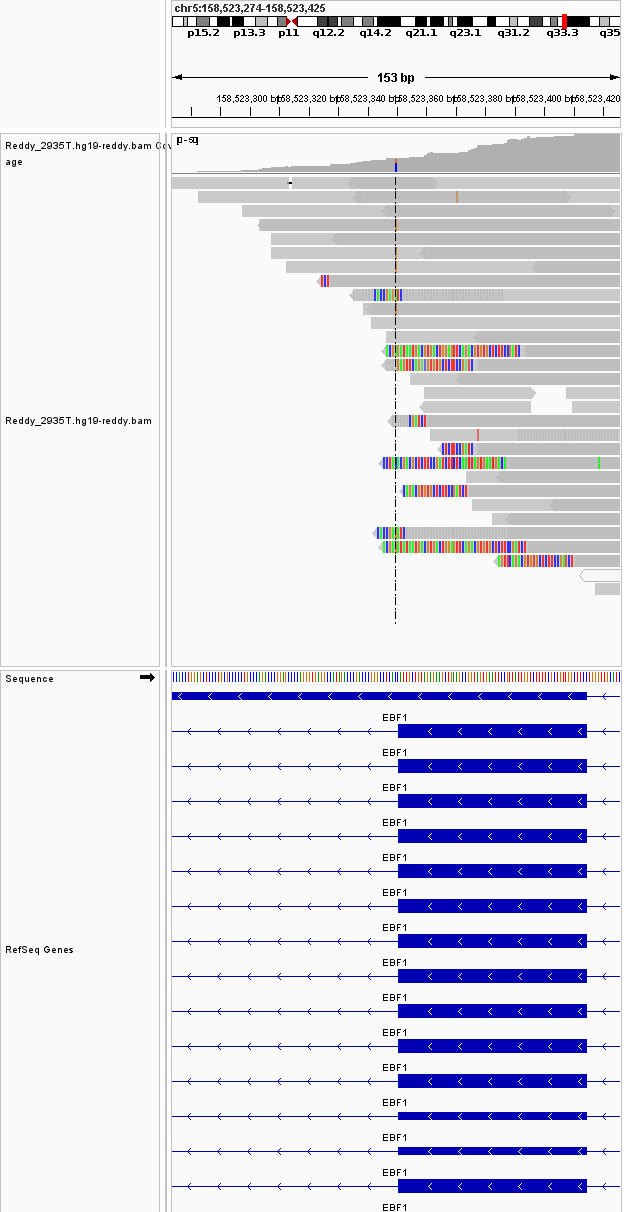 chr5:158,523,274-158,523,425
p15.2 p13.3 p11 q12.2 q14.2 q21.1 q23.1 q31.2 q33.3 q35
153 bp
158,523,300 bp 158,523,320 bp 158,523,340 bp 158,523,360 bp 158,523,380 bp 158,523,400 bp 158,523,420
Reddy_2935T.hg19-reddy.bam Cov
age
Reddy_2935T.hg19-reddy.bam
Sequence
EBF1
EBF1
EBF1
EBF1
EBF1
EBF1
EBF1
RefSeq Genes
EBF1
EBF1
EBF1
EBF1
EBF1
EBF1
EBF1
EBF1